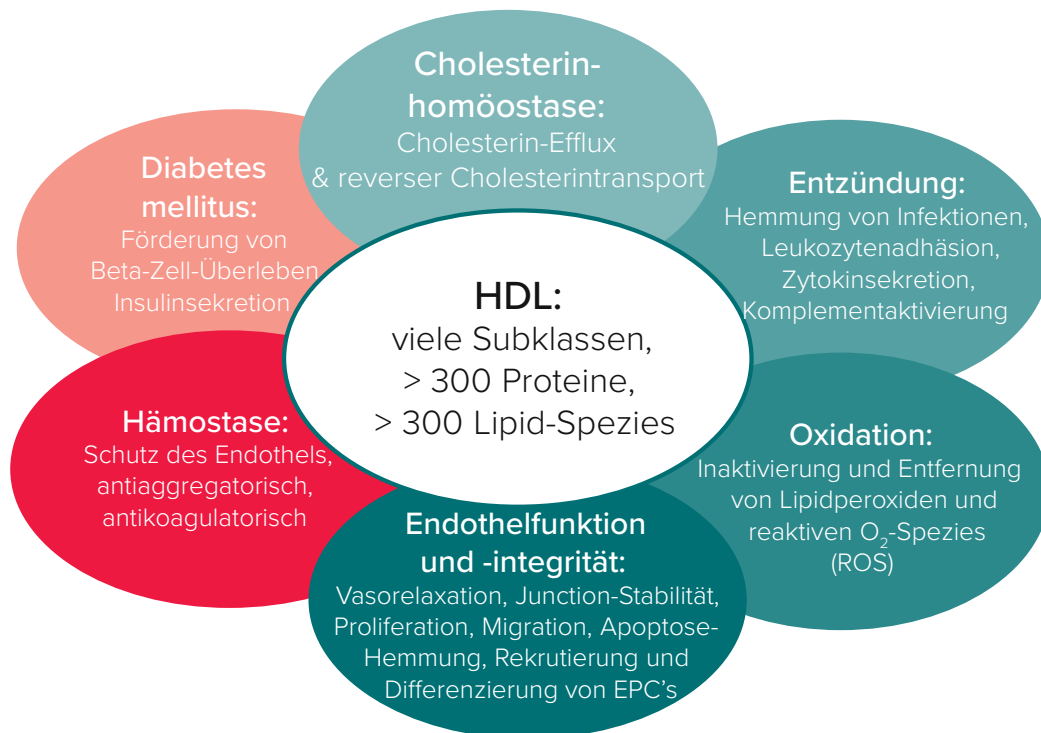 Cholesterin-
homöostase:
Cholesterin-Efflux
& reverser Cholesterintransport
Diabetes
mellitus:
Förderung von
Beta-Zell-Überleben
Insulinsekretion
Entzündung:
Hemmung von Infektionen,
Leukozytenadhäsion,
Zytokinsekretion,
Komplementaktivierung
HDL:
viele Subklassen,
> 300 Proteine,
> 300 Lipid-Spezies
Hämostase:
Schutz des Endothels,
antiaggregatorisch,
antikoagulatorisch
Oxidation:
Inaktivierung und Entfernung
von Lipidperoxiden und
reaktiven O₂-Spezies
(ROS)
Endothelfunktion
und -integrität:
Vasorelaxation, Junction-Stabilität,
Proliferation, Migration, Apoptose-
Hemmung, Rekrutierung und
Differenzierung von EPC’s